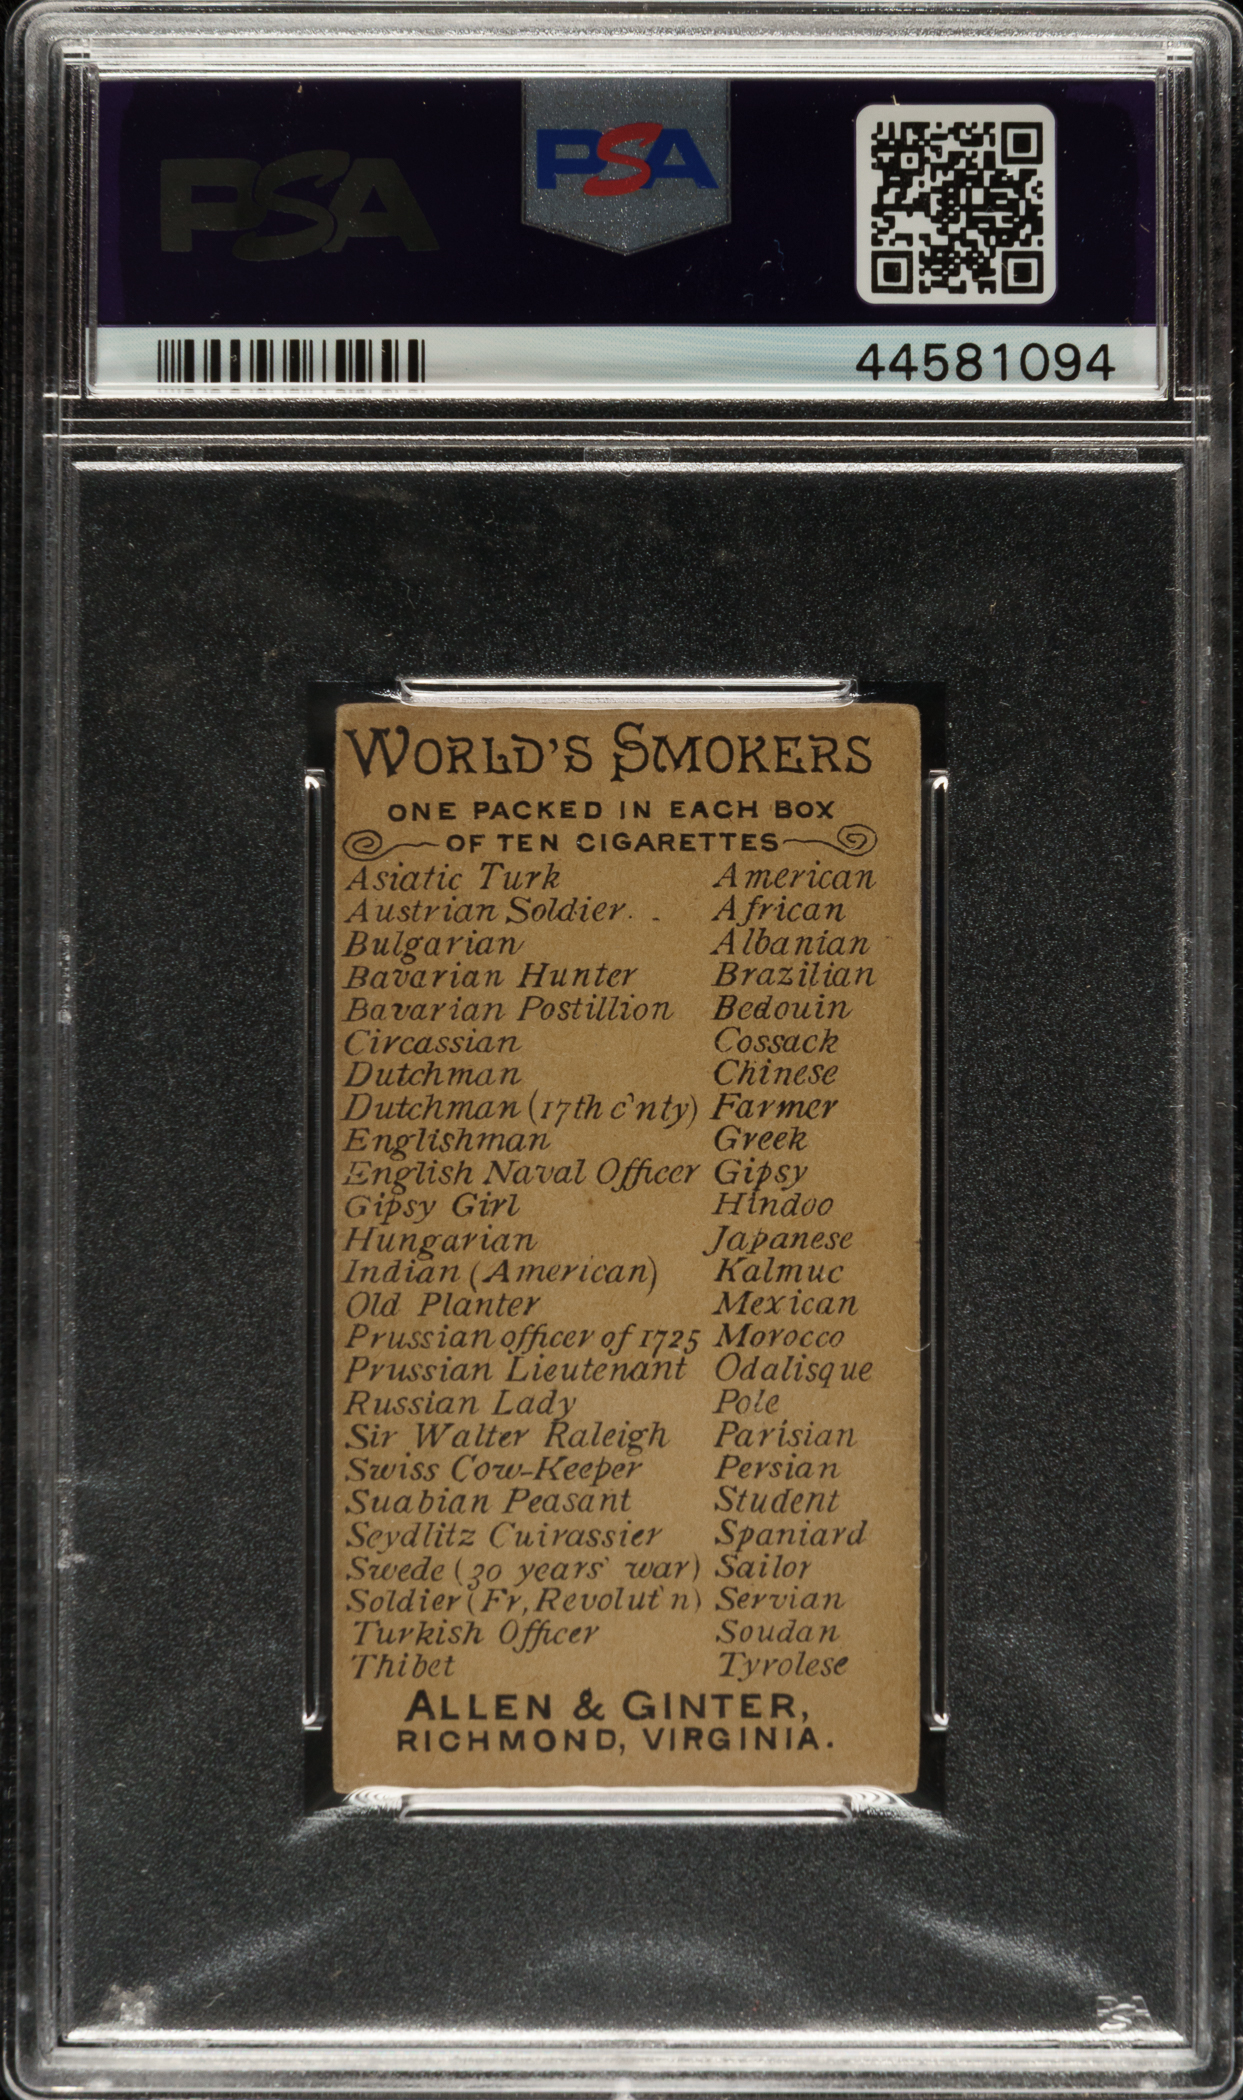 PSA
PSA
44581094
WORLD'S SMOKERS
ONE PACKED IN EACH BOX
OF TEN CIGARETTES
Asiatic Turk American
Austrian Soldier African
Bulgarian Albanian
Bavarian Hunter Brazilian
Bavarian Postillion Bedouin
Circassian Cossack
Dutchman Chinese
Dutchman (17th c'nty) Farmer
Englishman Greek
English Naval Officer Gipsy
Gipsy Girl Hindoo
Hungarian Japanese
Indian (American) Kalmuc
Old Planter Mexican
Prussian officer of 1725 Morocco
Prussian Lieutenant Odalisque
Russian Lady Pole
Sir Walter Raleigh Parisian
Swiss Cow-Keeper Persian
Suabian Peasant Student
Seydlitz Cuirassier Spaniard
Swede (30 years' war) Sailor
Soldier (Fr, Revolut'n) Servian
Turkish Officer Soudan
Thibet Tyrolese
ALLEN & GINTER,
RICHMOND, VIRGINIA.
PSA